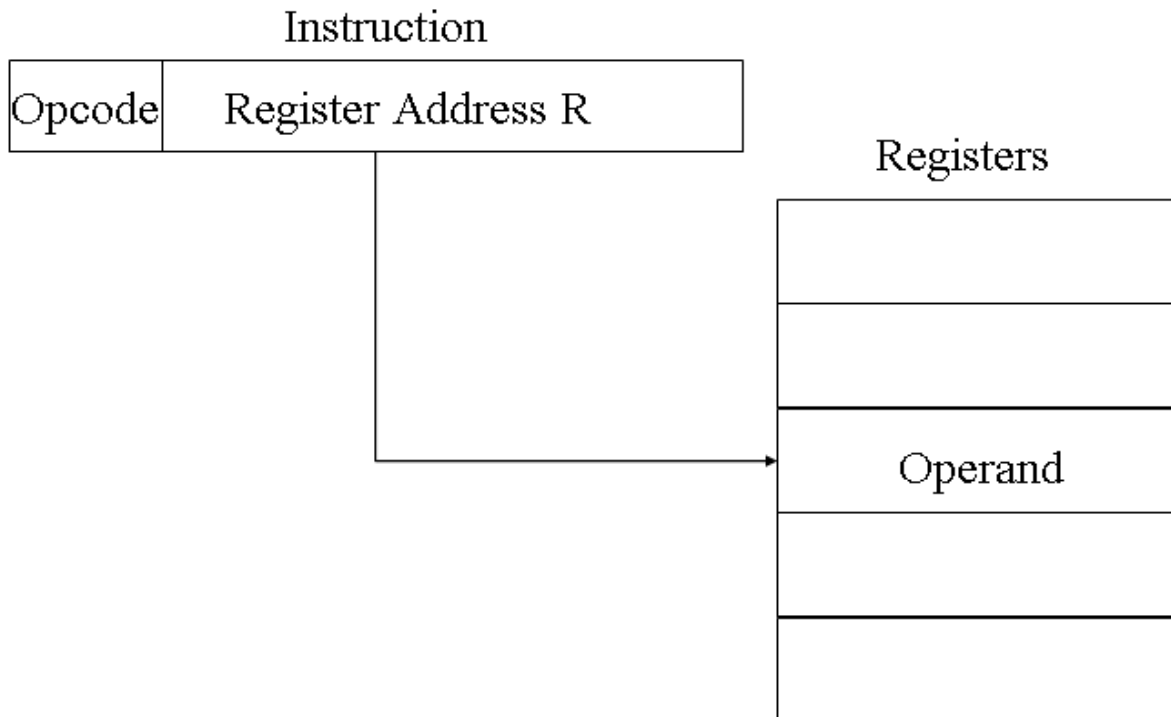 Instruction
Opcode
Register Address R
Registers
Operand